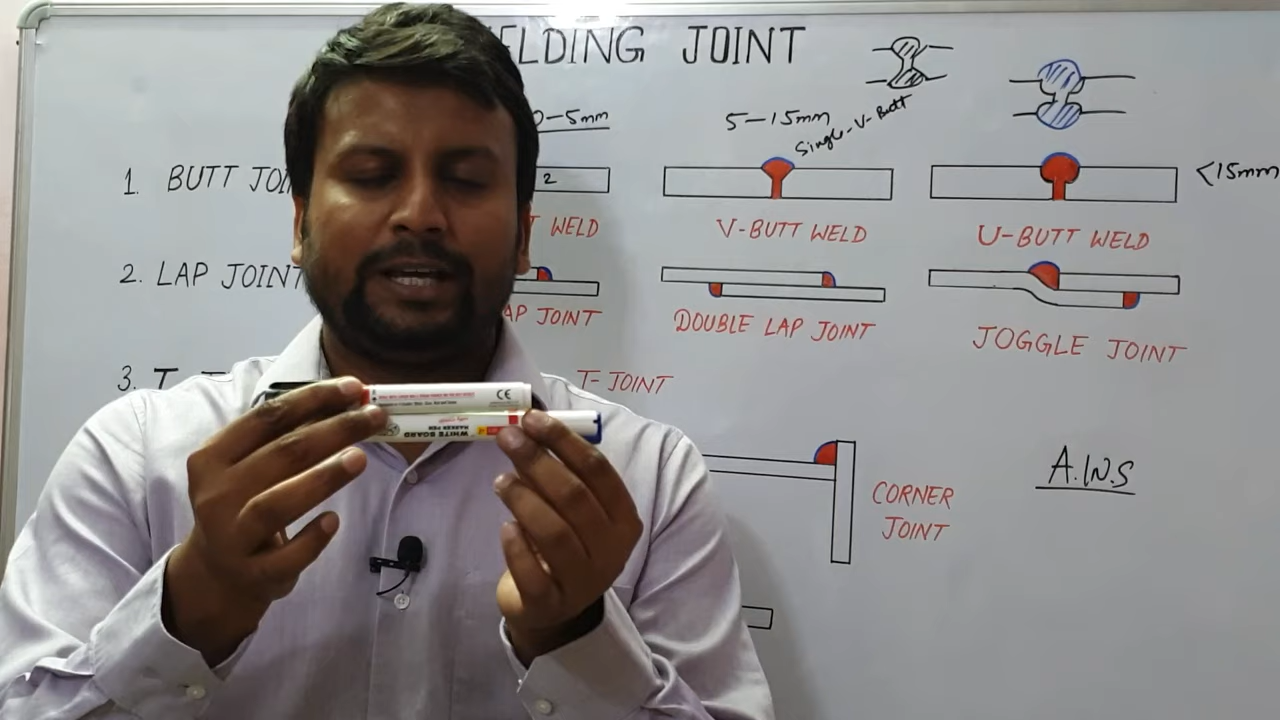 ELDING JOINT
0-5mm
5-15mm
Single-V-Butt
1. BUTT JOI
2
<15mm
T WELD
V-BUTT WELD
U-BUTT WELD
2. LAP JOINT
AP JOINT
DOUBLE LAP JOINT
JOGGLE JOINT
3. T
T-JOINT
CE
WHITE BOARD
MARKER PEN
CORNER
JOINT
A.W.S